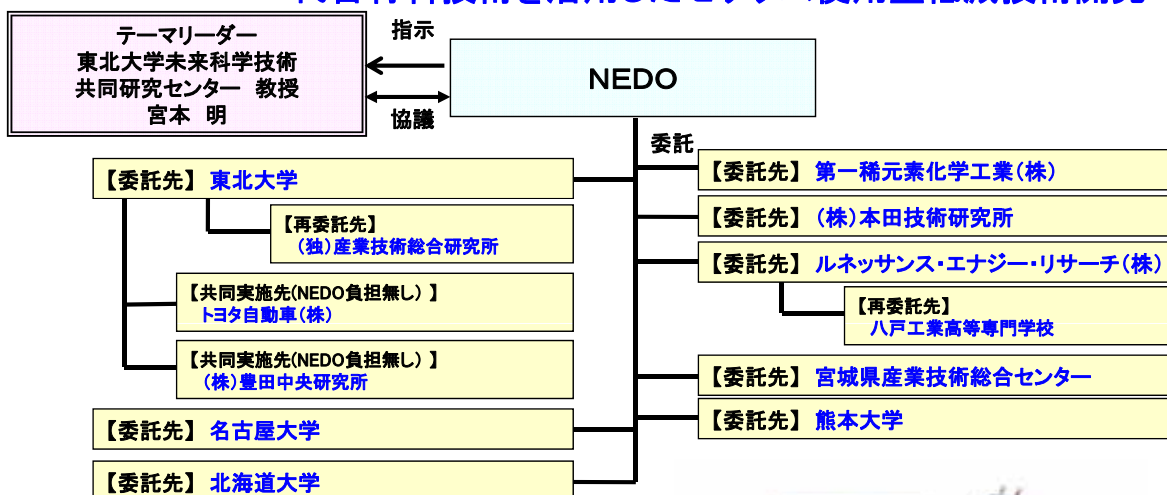 テーマリーダー
東北大学未来科学技術
共同研究センター 教授
宮本 明
指示
協議
NEDO
委託
【委託先】 東北大学
【再委託先】
(独)産業技術総合研究所
【共同実施先(NEDO負担無し) 】
トヨタ自動車(株)
【共同実施先(NEDO負担無し) 】
(株)豊田中央研究所
【委託先】 名古屋大学
【委託先】 北海道大学
【委託先】 第一稀元素化学工業(株)
【委託先】 (株)本田技術研究所
【委託先】 ルネッサンス・エナジー・リサーチ(株)
【再委託先】
八戸工業高等専門学校
【委託先】 宮城県産業技術総合センター
【委託先】 熊本大学